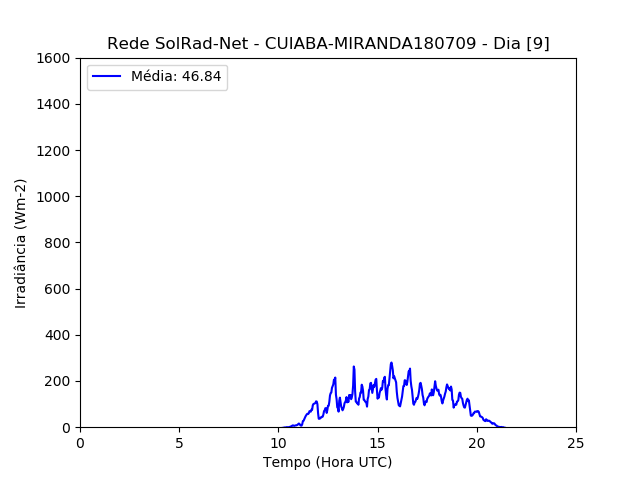 Rede SolRad-Net - CUIABA-MIRANDA180709 - Dia [9]
Média: 46.84
1600
1400
1200
1000
800
600
400
200
0
Irradiância (Wm-2)
0 5 10 15 20 25
Tempo (Hora UTC)